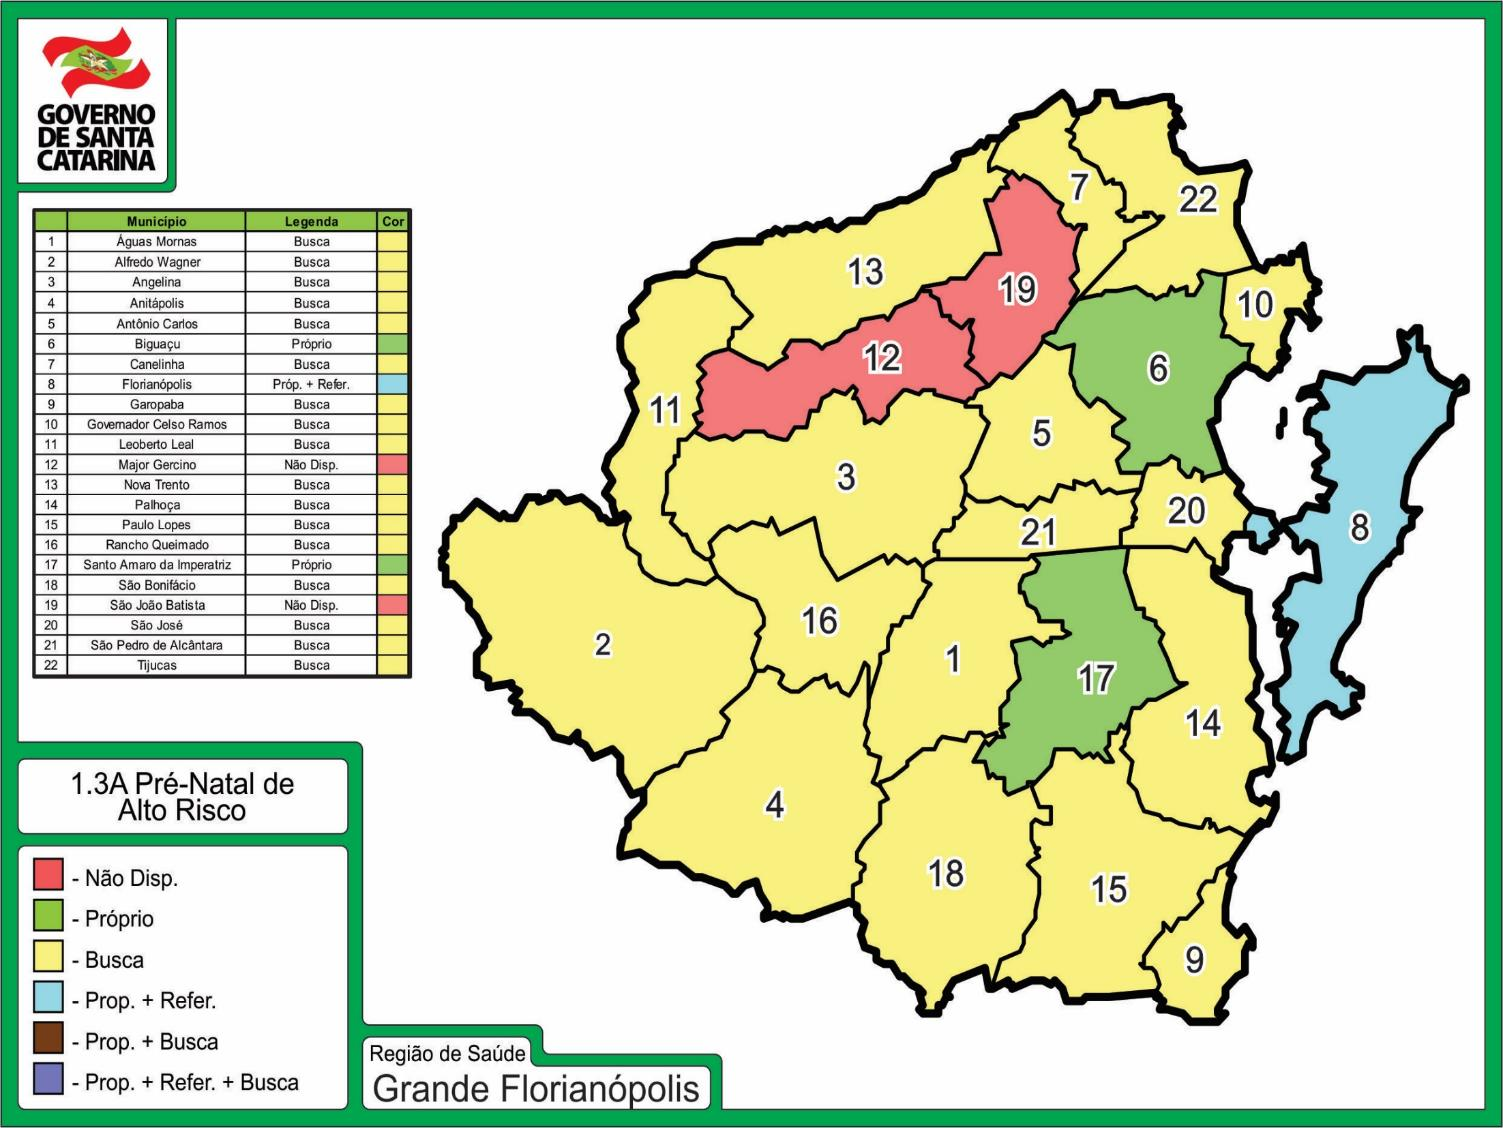 GOVERNO
DE SANTA
CATARINA
Município Legenda Cor
1 Águas Mornas Busca
2 Alfredo Wagner Busca
3 Angelina Busca
4 Anitápolis Busca
5 Antônio Carlos Busca
6 Biguaçu Próprio
7 Canelinha Busca
8 Florianópolis Próp. + Refer.
9 Garopaba Busca
10 Governador Celso Ramos Busca
11 Leoberto Leal Busca
12 Major Gercino Não Disp.
13 Nova Trento Busca
14 Palhoça Busca
15 Paulo Lopes Busca
16 Rancho Queimado Busca
17 Santo Amaro da Imperatriz Próprio
18 São Bonifácio Busca
19 São João Batista Não Disp.
20 São José Busca
21 São Pedro de Alcântara Busca
22 Tijucas Busca
7
22
13
19
10
12
6
11
5
3
20
21
8
16
2
1
17
14
4
18
15
9
1.3A Pré-Natal de
Alto Risco
- Não Disp.
- Próprio
- Busca
- Prop. + Refer.
- Prop. + Busca
- Prop. + Refer. + Busca
Região de Saúde
Grande Florianópolis